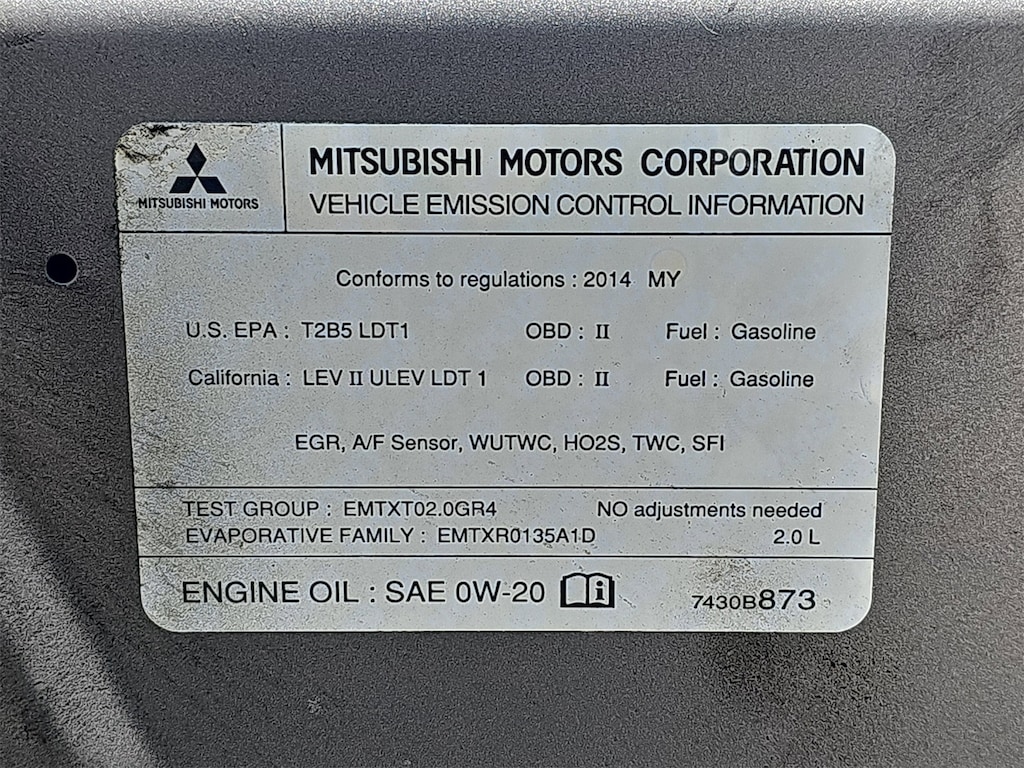 MITSUBISHI MOTORS
MITSUBISHI MOTORS CORPORATION
VEHICLE EMISSION CONTROL INFORMATION
Conforms to regulations : 2014 MY
U.S. EPA : T2B5 LDT1 OBD : II Fuel : Gasoline
California : LEV II ULEV LDT 1 OBD : II Fuel : Gasoline
EGR, A/F Sensor, WUTWC, HO2S, TWC, SFI
TEST GROUP : EMTXT02.0GR4 NO adjustments needed
EVAPORATIVE FAMILY : EMTXR0135A1D 2.0 L
ENGINE OIL : SAE 0W-20 7430B873